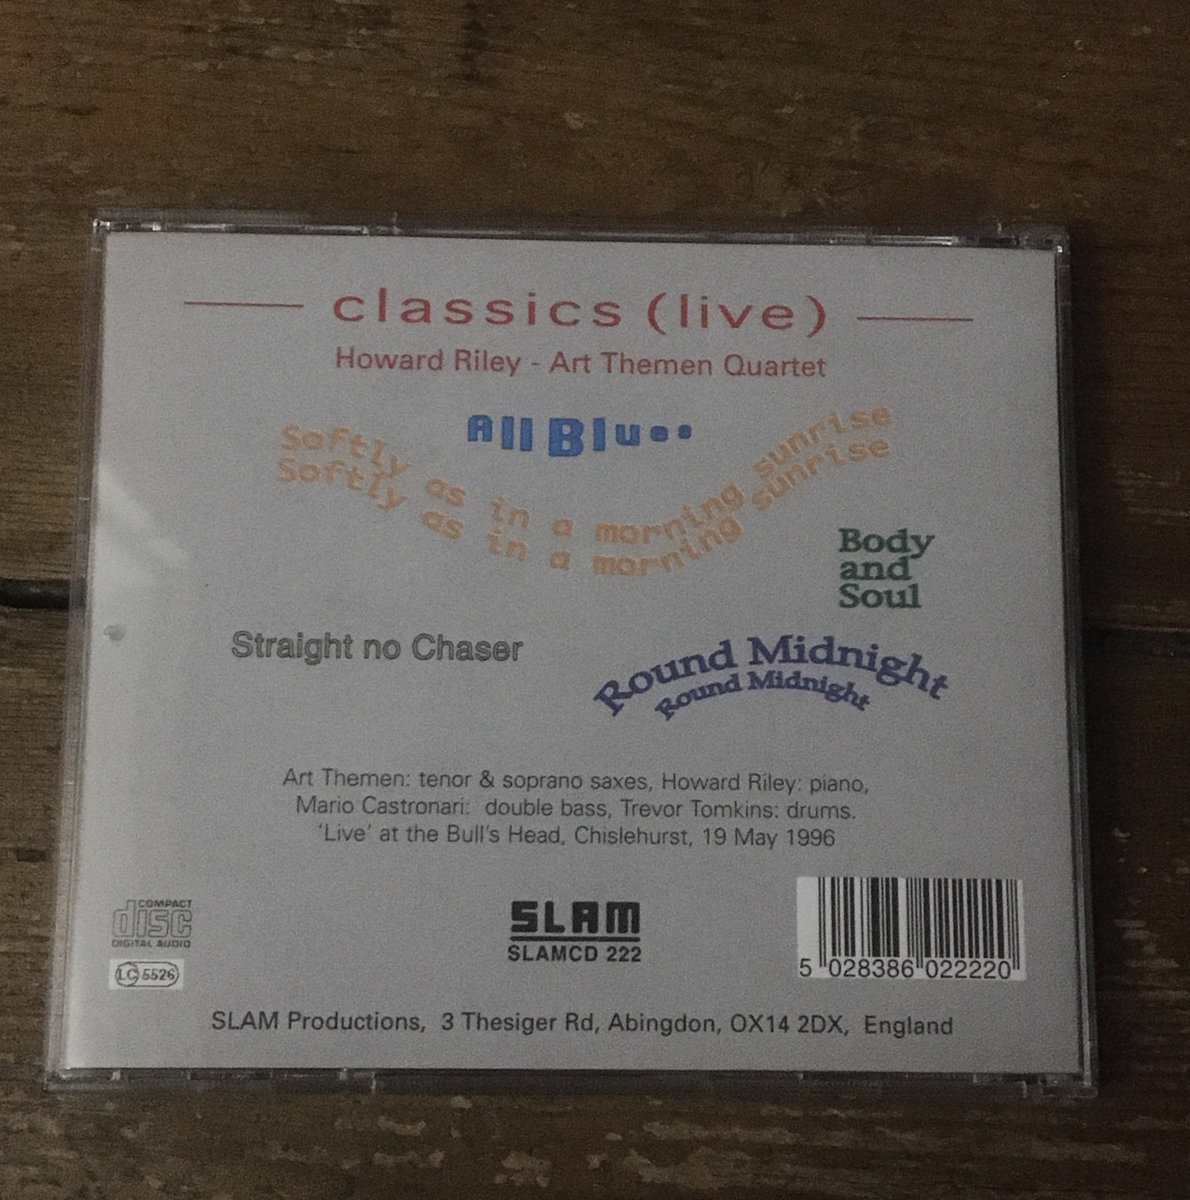 classics (live)
Howard Riley - Art Themen Quartet
All Blues
Softly as in a morning sunrise
Softly as in a morning sunrise
Body
and
Soul
Straight no Chaser
Round Midnight
Round Midnight
Art Themen: tenor & soprano saxes, Howard Riley: piano,
Mario Castronari: double bass, Trevor Tomkins: drums.
'Live' at the Bull's Head, Chislehurst, 19 May 1996
COMPACT
disc
DIGITAL AUDIO
LC 5526
SLAM
SLAMCD 222
5 028386 022220
SLAM Productions, 3 Thesiger Rd, Abingdon, OX14 2DX, England